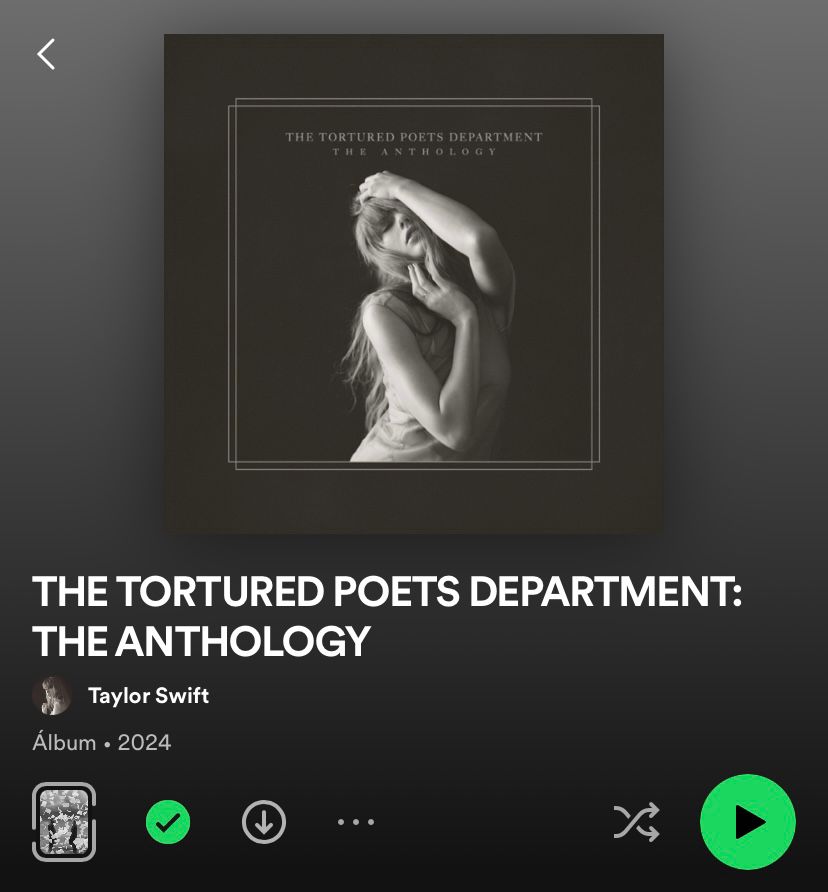 THE TORTURED POETS DEPARTMENT
THE ANTHOLOGY
THE TORTURED POETS DEPARTMENT:
THE ANTHOLOGY
Taylor Swift
Álbum • 2024